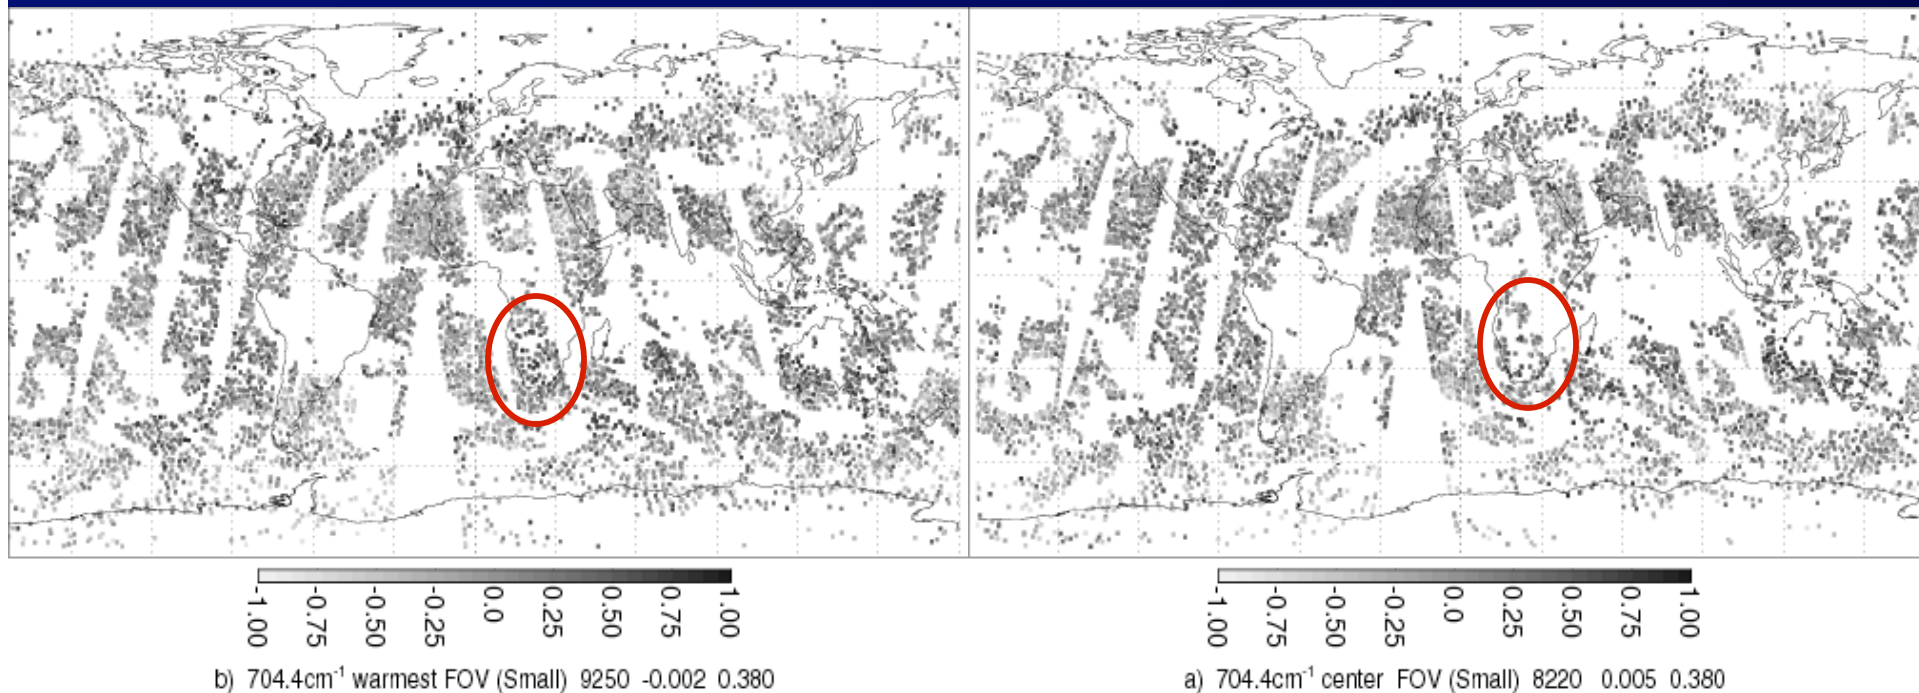 -1.00 -0.75 -0.50 -0.25 0.0 0.25 0.50 0.75 1.00
b) 704.4cm⁻¹ warmest FOV (Small) 9250 -0.002 0.380
-1.00 -0.75 -0.50 -0.25 0.0 0.25 0.50 0.75 1.00
a) 704.4cm⁻¹ center FOV (Small) 8220 0.005 0.380